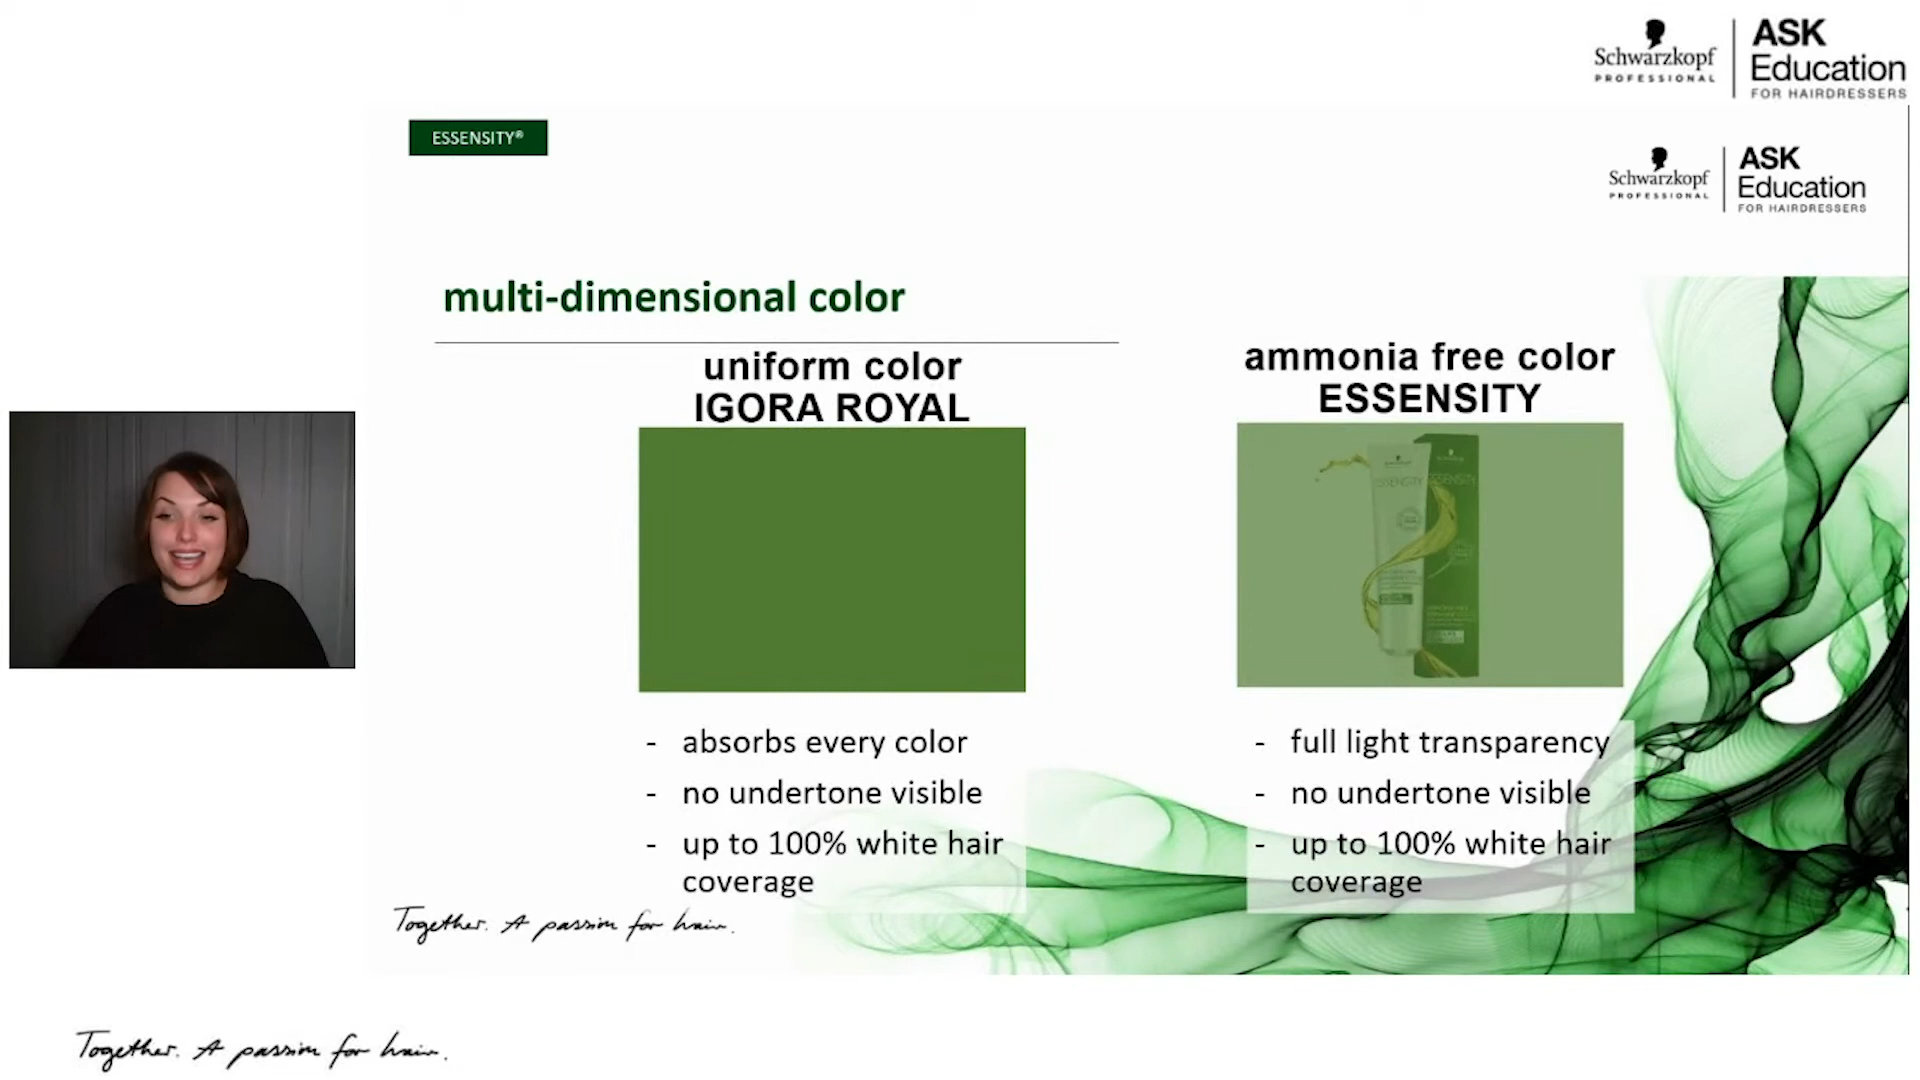 Schwarzkopf
PROFESSIONAL
ASK
Education
FOR HAIRDRESSERS
ESSENSITY®
Schwarzkopf
PROFESSIONAL
ASK
Education
FOR HAIRDRESSERS
multi-dimensional color
uniform color
IGORA ROYAL
ammonia free color
ESSENSITY
ESSENSITY
ESSENSITY
- absorbs every color
- no undertone visible
- up to 100% white hair
coverage
- full light transparency
- no undertone visible
- up to 100% white hair
coverage
Together. A passion for hair.
Together. A passion for hair.